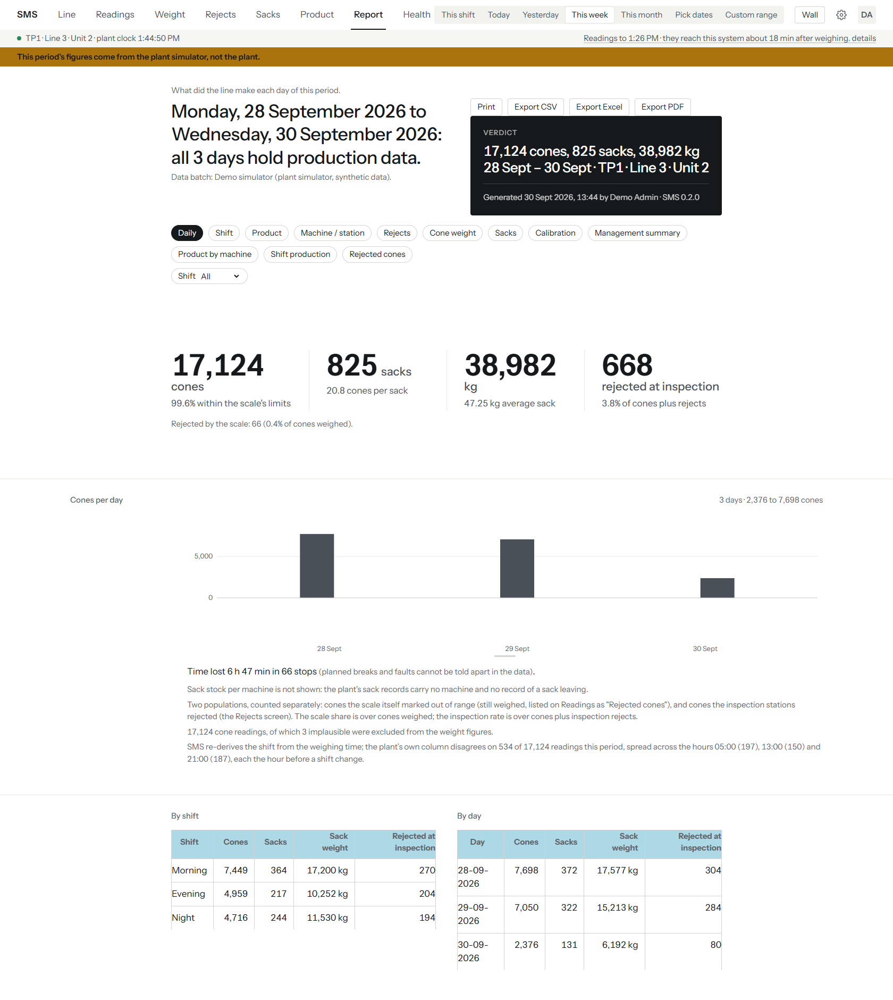 SMS Line Readings Weight Rejects Sacks Product Report Health This shift Today Yesterday This week This month Pick dates Custom range Wall DA
TP1 · Line 3 · Unit 2 · plant clock 1:44:50 PM
Readings to 1:26 PM · they reach this system about 18 min after weighing. details
This period's figures come from the plant simulator, not the plant.
What did the line make each day of this period.
Monday, 28 September 2026 to
Wednesday, 30 September 2026:
all 3 days hold production data.
Data batch: Demo simulator (plant simulator, synthetic data).
Print Export CSV Export Excel Export PDF
VERDICT
17,124 cones, 825 sacks, 38,982 kg
28 Sept – 30 Sept · TP1 · Line 3 · Unit 2
Generated 30 Sept 2026, 13:44 by Demo Admin · SMS 0.2.0
Daily Shift Product Machine / station Rejects Cone weight Sacks Calibration Management summary
Product by machine Shift production Rejected cones
Shift All
17,124
cones
99.6% within the scale's limits
825 sacks
20.8 cones per sack
38,982
kg
47.25 kg average sack
668
rejected at inspection
3.8% of cones plus rejects
Rejected by the scale: 66 (0.4% of cones weighed).
Cones per day
3 days · 2,376 to 7,698 cones
5,000
0
28 Sept 29 Sept 30 Sept
Time lost 6 h 47 min in 66 stops (planned breaks and faults cannot be told apart in the data).
Sack stock per machine is not shown: the plant's sack records carry no machine and no record of a sack leaving.
Two populations, counted separately: cones the scale itself marked out of range (still weighed, listed on Readings as "Rejected cones"), and cones the inspection stations
rejected (the Rejects screen). The scale share is over cones weighed; the inspection rate is over cones plus inspection rejects.
17,124 cone readings, of which 3 implausible were excluded from the weight figures.
SMS re-derives the shift from the weighing time; the plant's own column disagrees on 534 of 17,124 readings this period, spread across the hours 05:00 (197), 13:00 (150) and
21:00 (187), each the hour before a shift change.
By shift
Shift Cones Sacks Sack weight Rejected at inspection
Morning 7,449 364 17,200 kg 270
Evening 4,959 217 10,252 kg 204
Night 4,716 244 11,530 kg 194
By day
Day Cones Sacks Sack weight Rejected at inspection
28-09-2026 7,698 372 17,577 kg 304
29-09-2026 7,050 322 15,213 kg 284
30-09-2026 2,376 131 6,192 kg 80